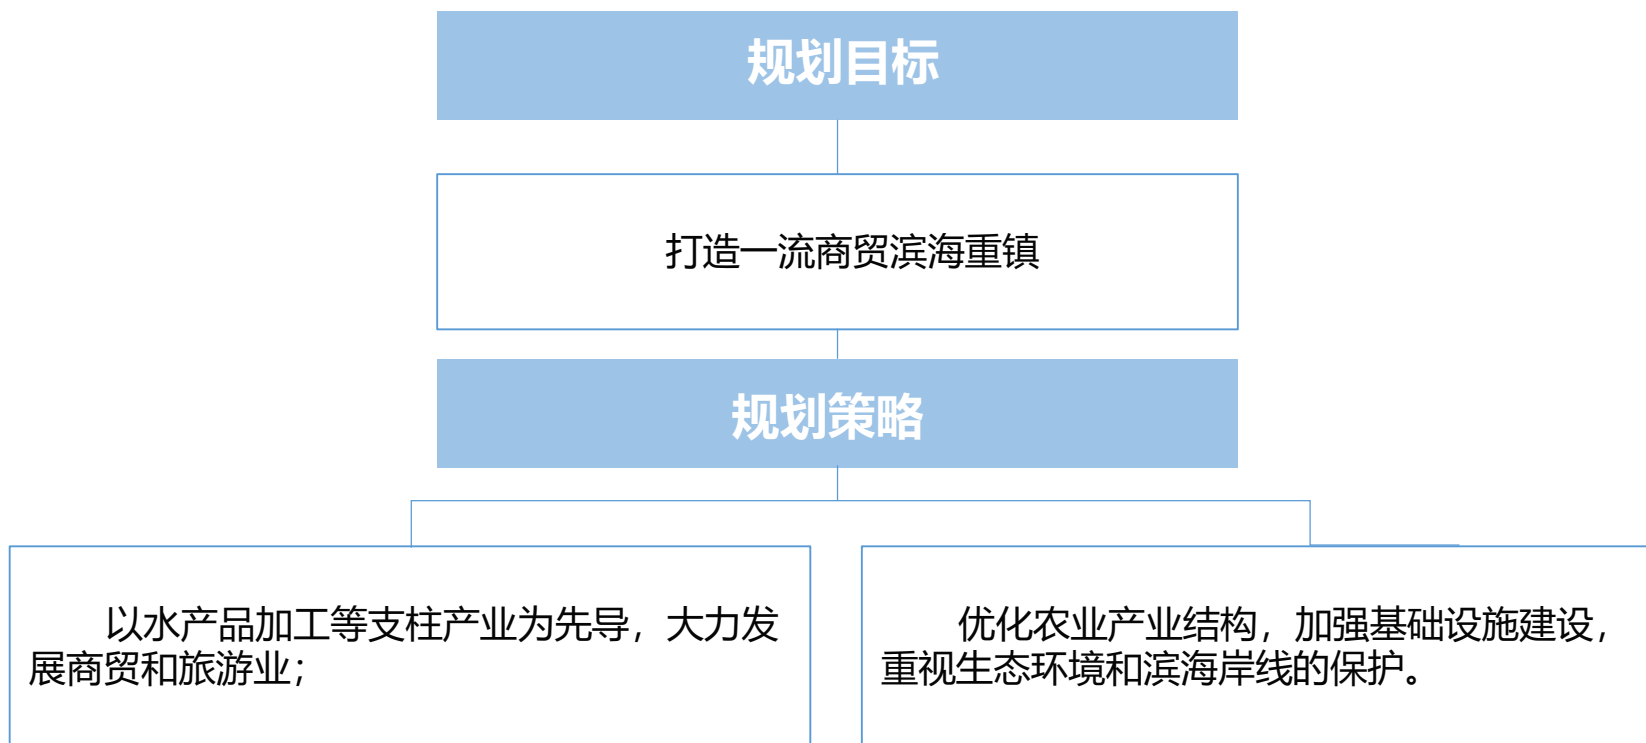 规划目标
打造一流商贸滨海重镇
规划策略
以水产品加工等支柱产业为先导，大力发
展商贸和旅游业；
优化农业产业结构，加强基础设施建设，
重视生态环境和滨海岸线的保护。